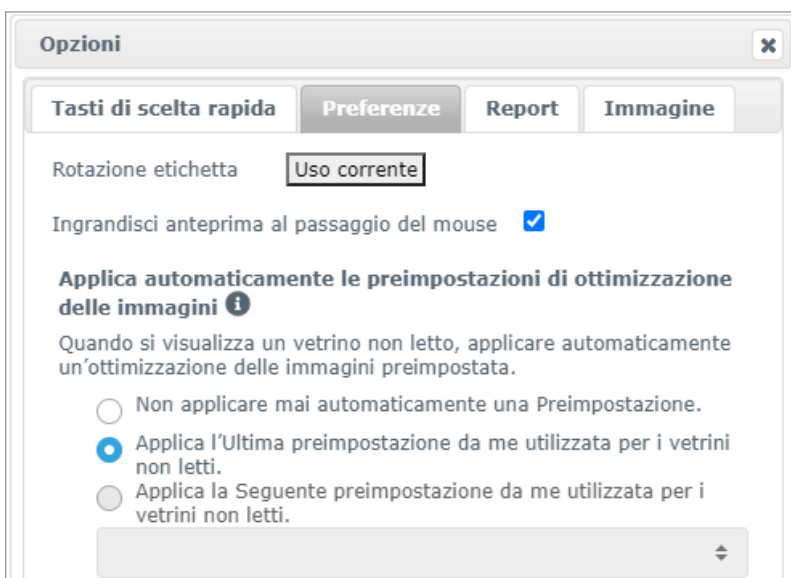 Opzioni
Tasti di scelta rapida Preferenze Report Immagine
Rotazione etichetta Uso corrente
Ingrandisci anteprima al passaggio del mouse
Applica automaticamente le preimpostazioni di ottimizzazione
delle immagini
Quando si visualizza un vetrino non letto, applicare automaticamente
un’ottimizzazione delle immagini preimpostata.
Non applicare mai automaticamente una Preimpostazione.
Applica l’Ultima preimpostazione da me utilizzata per i vetrini
non letti.
Applica la Seguente preimpostazione da me utilizzata per i
vetrini non letti.